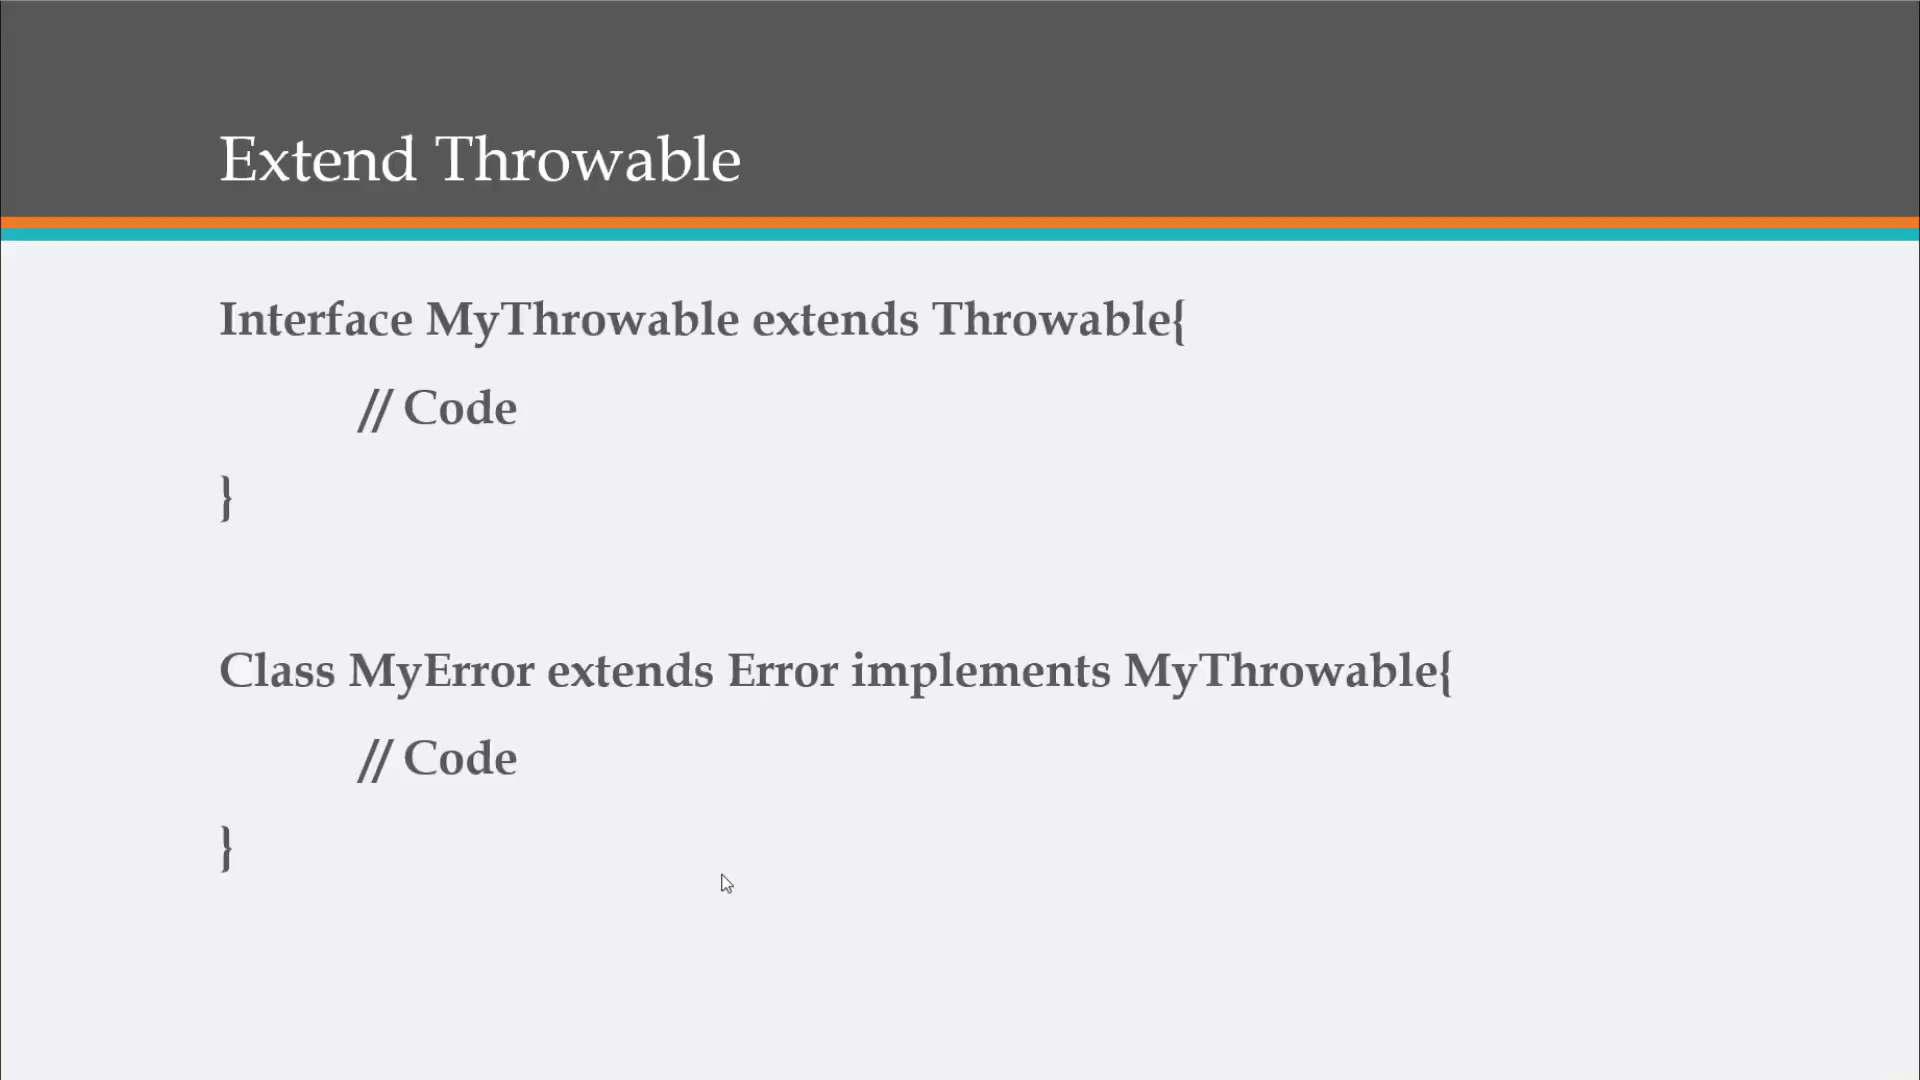 Extend Throwable
Interface MyThrowable extends Throwable{
// Code
}
Class MyError extends Error implements MyThrowable{
// Code
}